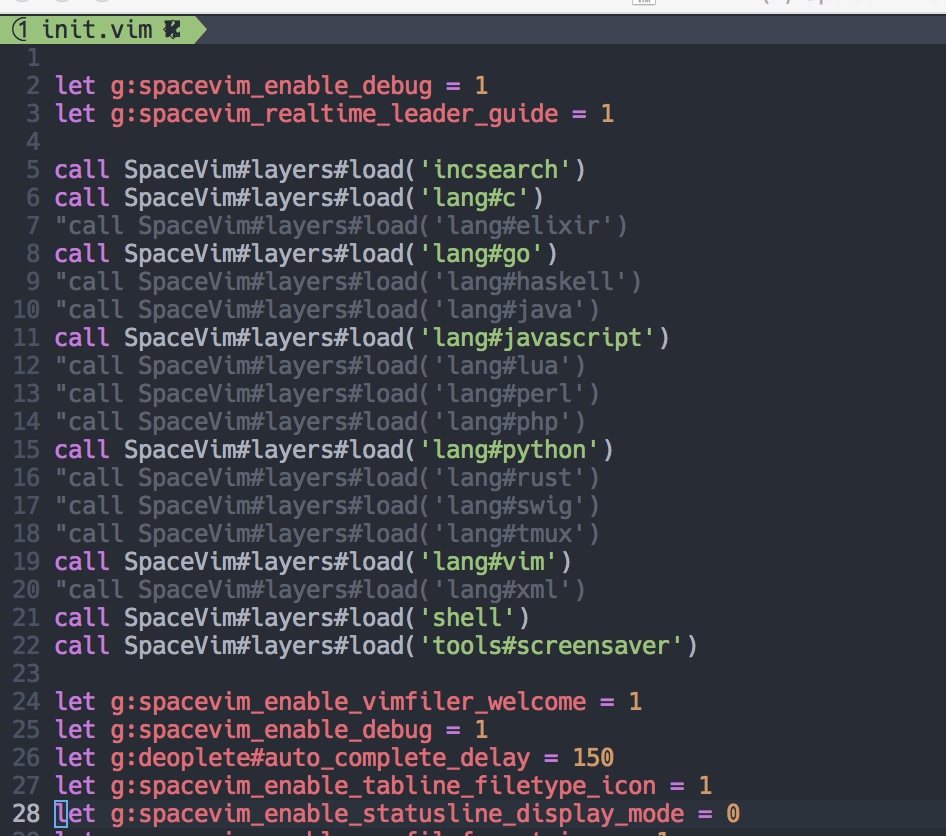 ① init.vim
1
2 let g:spacevim_enable_debug = 1
3 let g:spacevim_realtime_leader_guide = 1
4
5 call SpaceVim#layers#load('incsearch')
6 call SpaceVim#layers#load('lang#c')
7 "call SpaceVim#layers#load('lang#elixir')
8 call SpaceVim#layers#load('lang#go')
9 "call SpaceVim#layers#load('lang#haskell')
10 "call SpaceVim#layers#load('lang#java')
11 call SpaceVim#layers#load('lang#javascript')
12 "call SpaceVim#layers#load('lang#lua')
13 "call SpaceVim#layers#load('lang#perl')
14 "call SpaceVim#layers#load('lang#php')
15 call SpaceVim#layers#load('lang#python')
16 "call SpaceVim#layers#load('lang#rust')
17 "call SpaceVim#layers#load('lang#swig')
18 "call SpaceVim#layers#load('lang#tmux')
19 call SpaceVim#layers#load('lang#vim')
20 "call SpaceVim#layers#load('lang#xml')
21 call SpaceVim#layers#load('shell')
22 call SpaceVim#layers#load('tools#screensaver')
23
24 let g:spacevim_enable_vimfiler_welcome = 1
25 let g:spacevim_enable_debug = 1
26 let g:deoplete#auto_complete_delay = 150
27 let g:spacevim_enable_tabline_filetype_icon = 1
28 let g:spacevim_enable_statusline_display_mode = 0